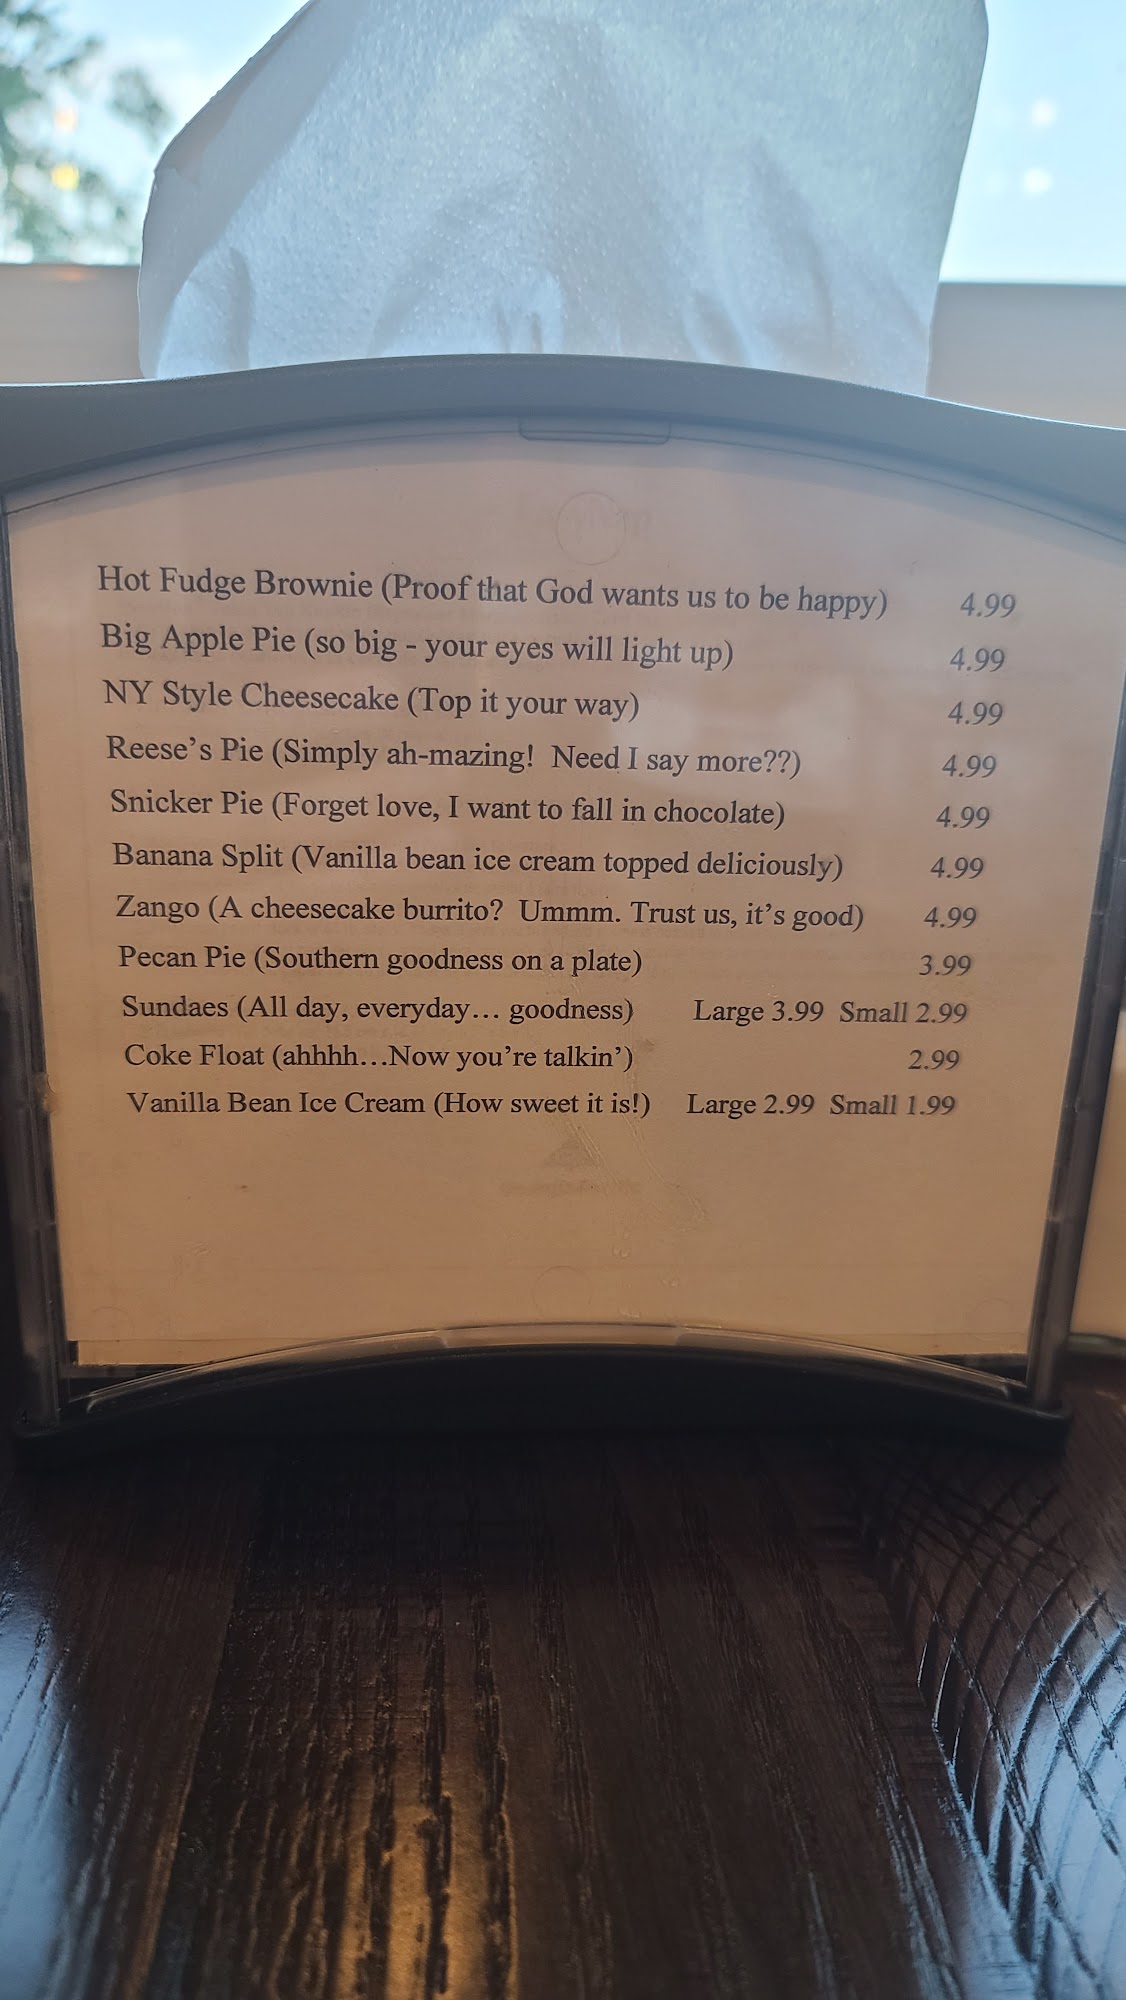 Hot Fudge Brownie (Proof that God wants us to be happy) 4.99
Big Apple Pie (so big - your eyes will light up) 4.99
NY Style Cheesecake (Top it your way) 4.99
Reese's Pie (Simply ah-mazing! Need I say more??) 4.99
Snicker Pie (Forget love, I want to fall in chocolate) 4.99
Banana Split (Vanilla bean ice cream topped deliciously) 4.99
Zango (A cheesecake burrito? Ummm. Trust us, it's good) 4.99
Pecan Pie (Southern goodness on a plate) 3.99
Sundaes (All day, everyday… goodness) Large 3.99 Small 2.99
Coke Float (ahhhh…Now you're talkin') 2.99
Vanilla Bean Ice Cream (How sweet it is!) Large 2.99 Small 1.99